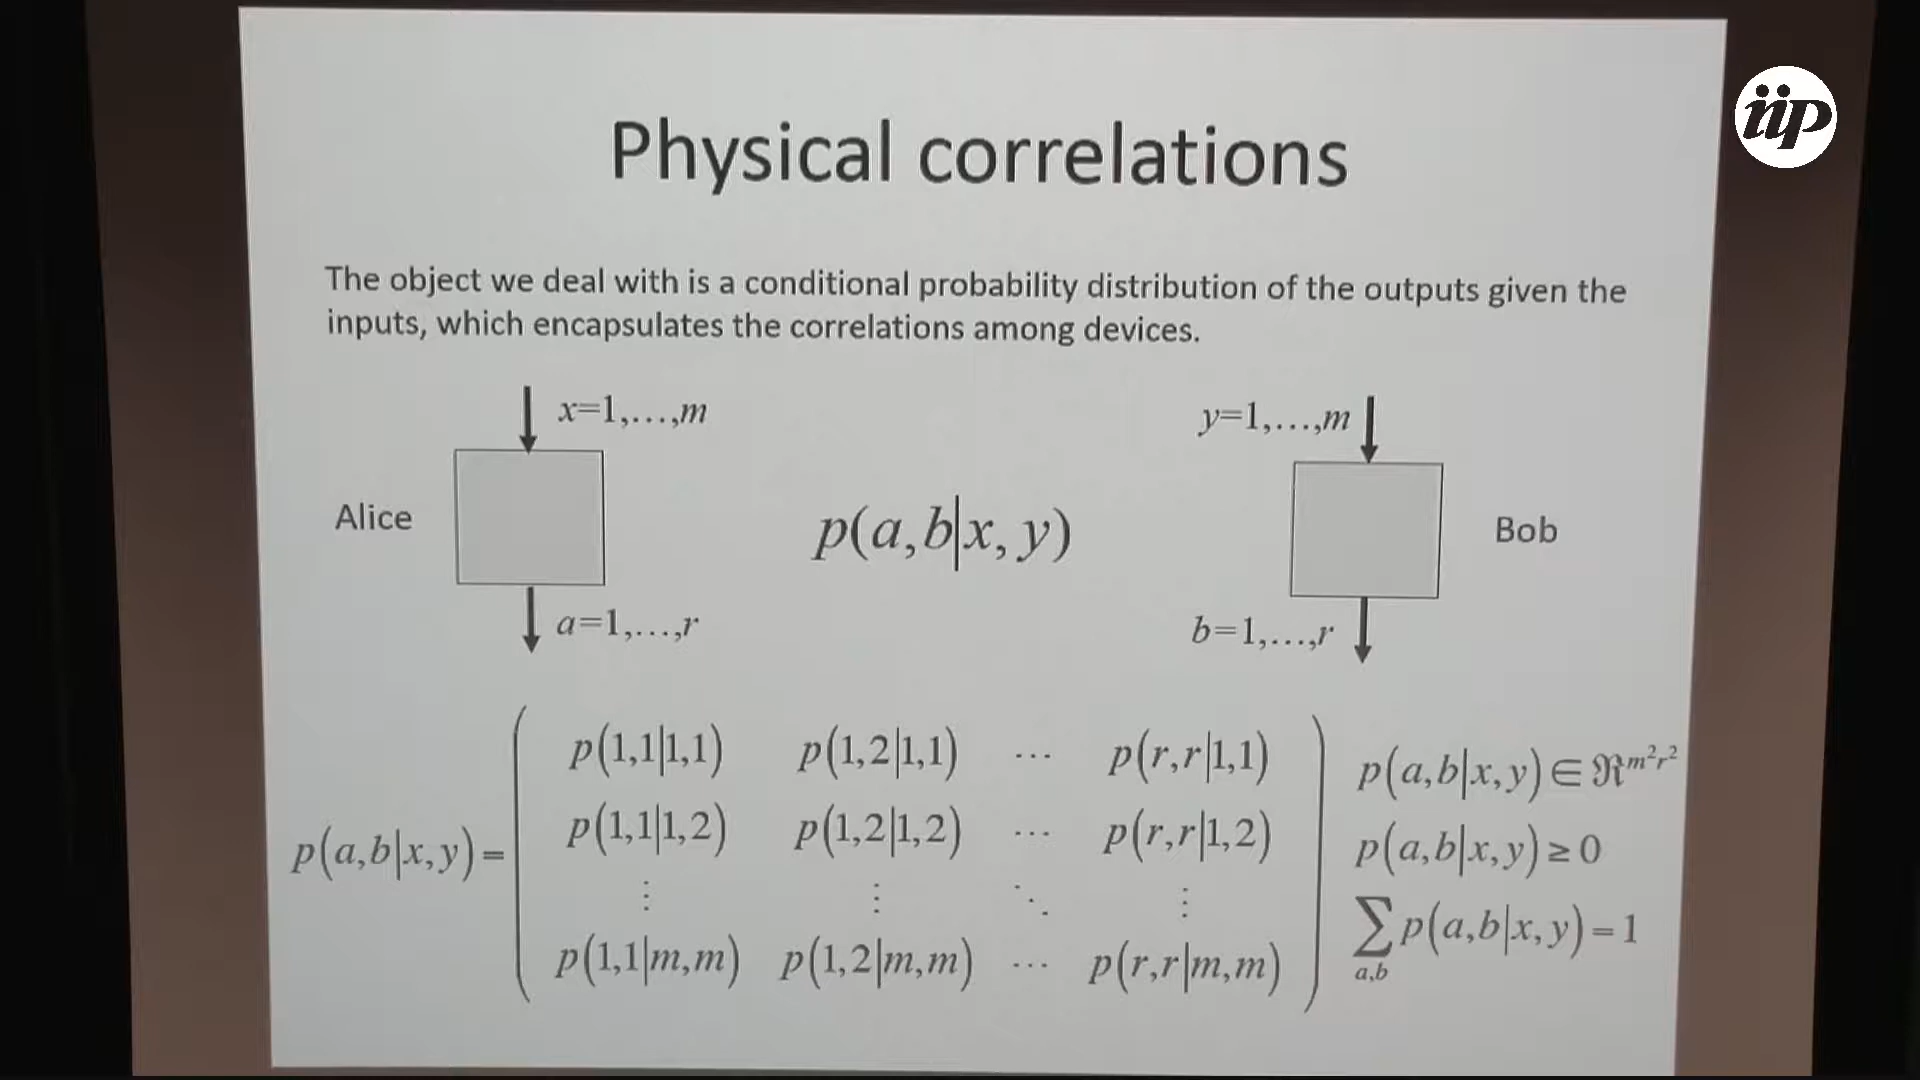 Physical correlations
iip
The object we deal with is a conditional probability distribution of the outputs given the
inputs, which encapsulates the correlations among devices.
x=1,…,m
y=1,…,m
Alice
p(a,b|x,y)
Bob
a=1,…,r
b=1,…,r
p(a,b|x,y)=
p(1,1|1,1) p(1,2|1,1) ⋯ p(r,r|1,1)
p(1,1|1,2) p(1,2|1,2) ⋯ p(r,r|1,2)
⋮ ⋮ ⋱ ⋮
p(1,1|m,m) p(1,2|m,m) ⋯ p(r,r|m,m)
p(a,b|x,y)∈ℜ^{m²r²}
p(a,b|x,y)≥0
∑_{a,b} p(a,b|x,y)=1